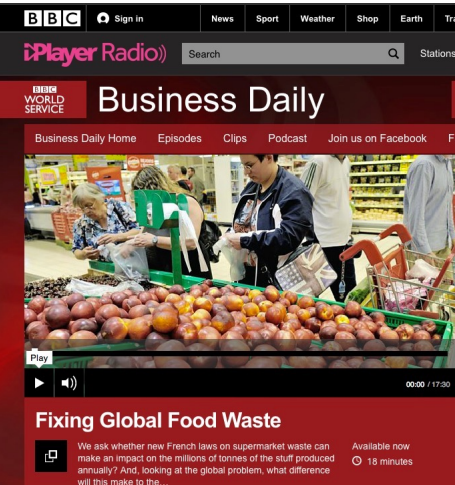 BBC Sign in News Sport Weather Shop Earth Tra
iPlayer Radio Search Stations
BBC
WORLD
SERVICE
Business Daily
Business Daily Home Episodes Clips Podcast Join us on Facebook F
Play
00:00 / 17:30
Fixing Global Food Waste
We ask whether new French laws on supermarket waste can
make an impact on the millions of tonnes of the stuff produced
annually? And, looking at the global problem, what difference
will this make to the...
Available now
18 minutes